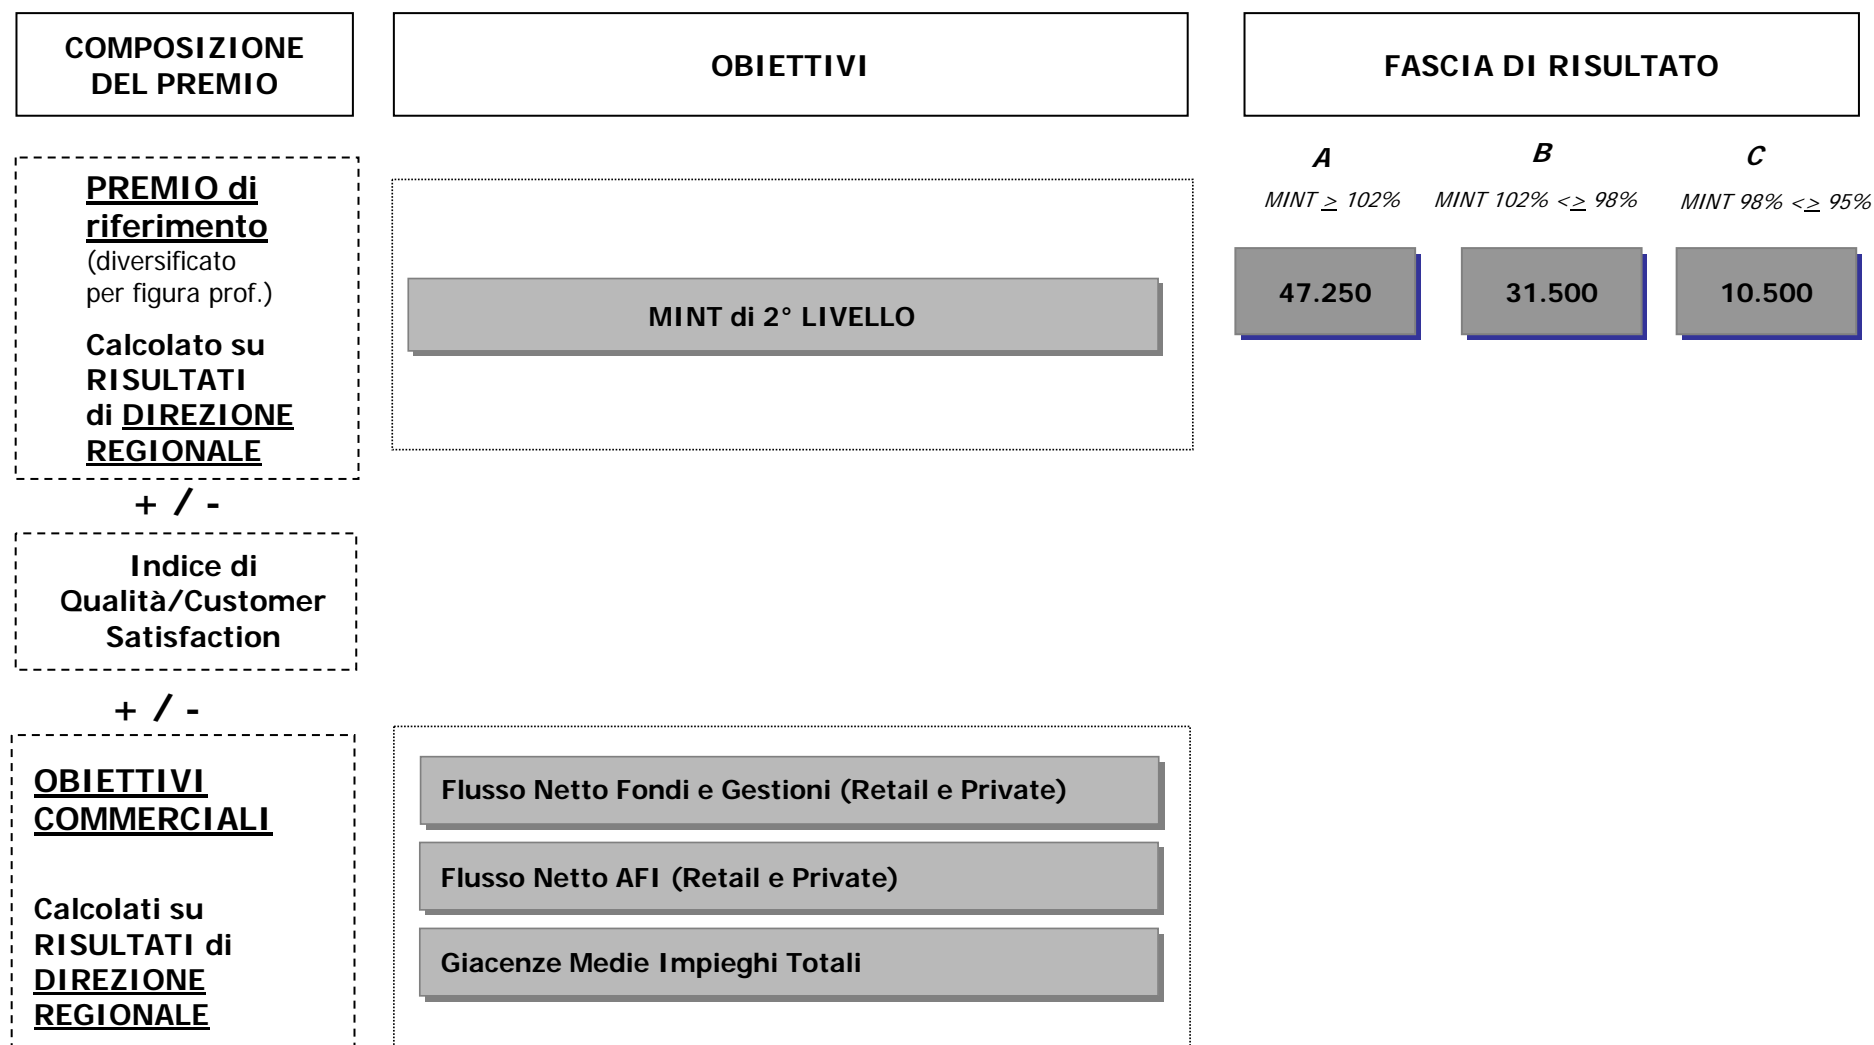 COMPOSIZIONE
DEL PREMIO
OBIETTIVI
FASCIA DI RISULTATO
PREMIO di
riferimento
(diversificato
per figura prof.)
Calcolato su
RISULTATI
di DIREZIONE
REGIONALE
MINT di 2° LIVELLO
A
B
C
MINT ≥ 102%
MINT 102% <≥ 98%
MINT 98% <≥ 95%
47.250
31.500
10.500
+ / -
Indice di
Qualità/Customer
Satisfaction
+ / -
OBIETTIVI
COMMERCIALI
Calcolati su
RISULTATI di
DIREZIONE
REGIONALE
Flusso Netto Fondi e Gestioni (Retail e Private)
Flusso Netto AFI (Retail e Private)
Giacenze Medie Impieghi Totali